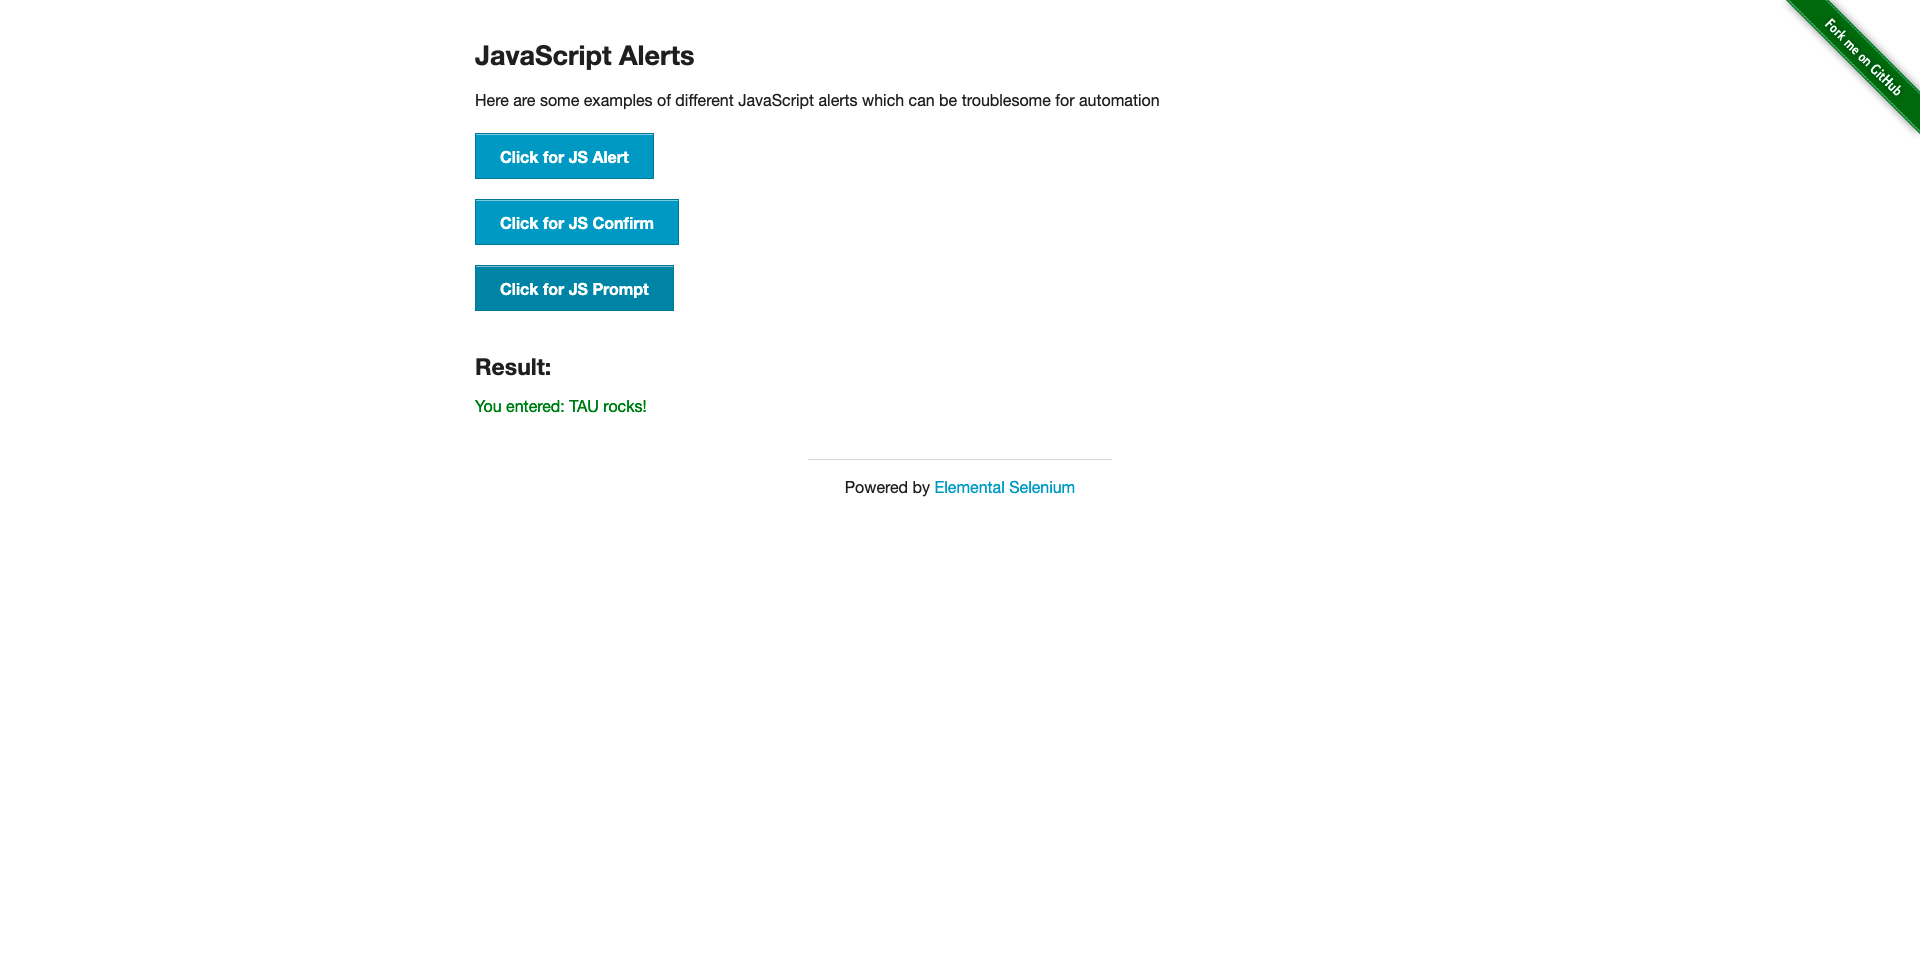 Fork me on GitHub
JavaScript Alerts
Here are some examples of different JavaScript alerts which can be troublesome for automation
Click for JS Alert
Click for JS Confirm
Click for JS Prompt
Result:
You entered: TAU rocks!
Powered by Elemental Selenium